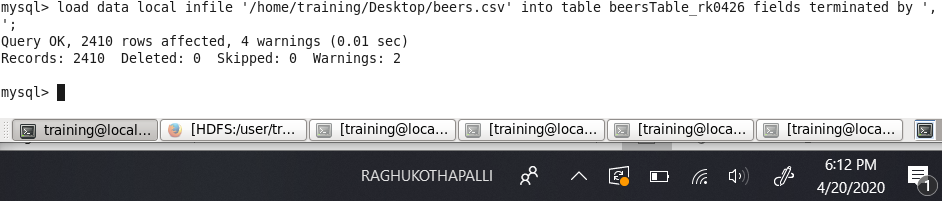 mysql> load data local infile '/home/training/Desktop/beers.csv' into table beersTable_rk0426 fields terminated by ',
';
Query OK, 2410 rows affected, 4 warnings (0.01 sec)
Records: 2410  Deleted: 0  Skipped: 0  Warnings: 2
mysql>
training@local... [HDFS:/user/tr... [training@loca... [training@loca... [training@loca... [training@loca...
RAGHUKOTHAPALLI
6:12 PM
4/20/2020
1